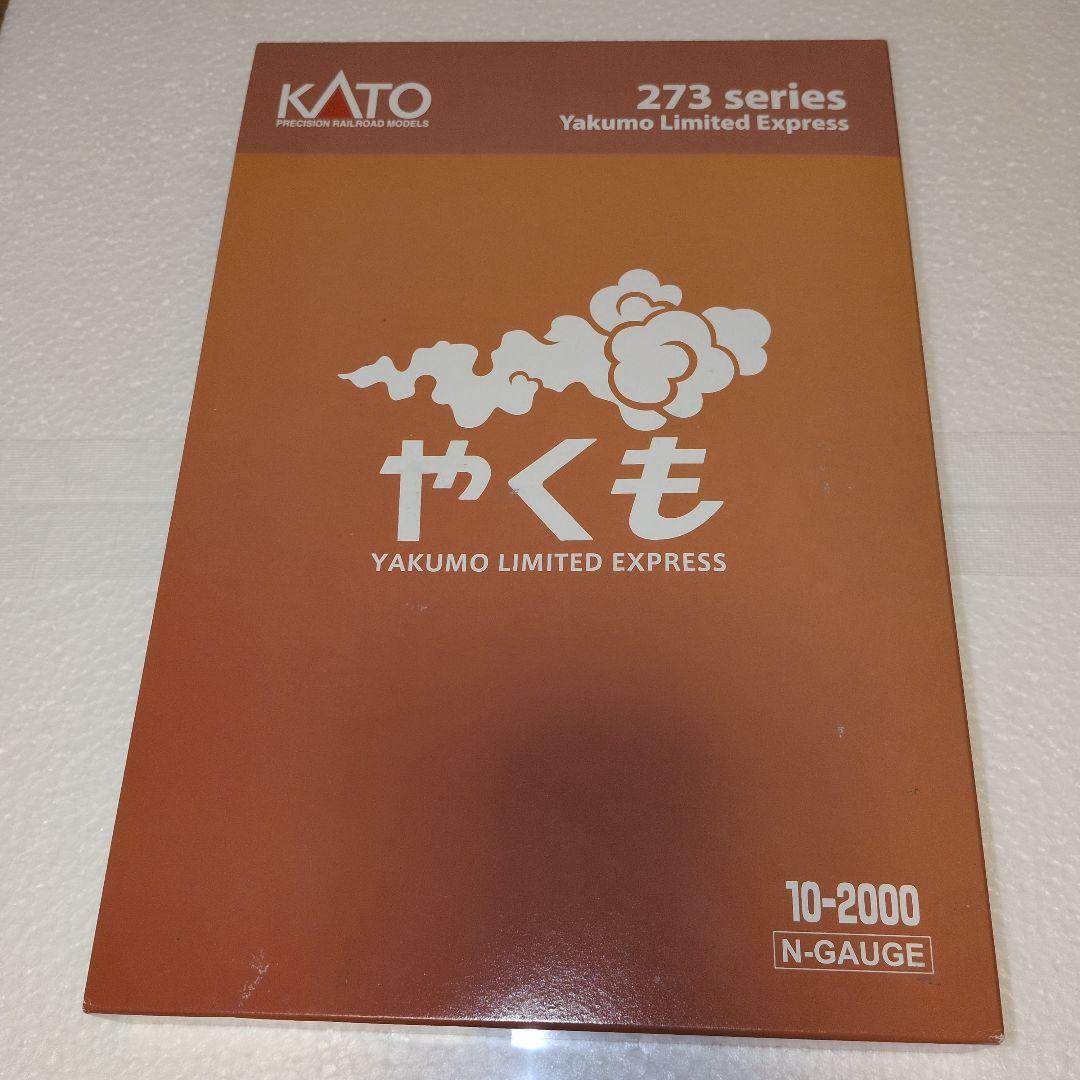 KATO
PRECISION RAILROAD MODELS
273 series
Yakumo Limited Express
やくも
YAKUMO LIMITED EXPRESS
10-2000
N-GAUGE